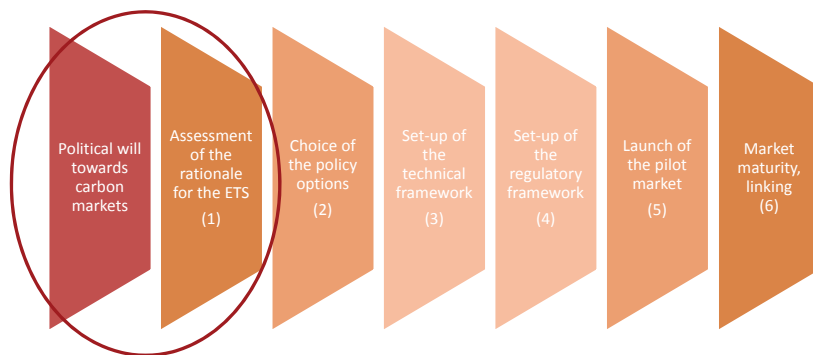 Political will
towards
carbon
markets
Assessment
of the
rationale
for the ETS
(1)
Choice of
the policy
options
(2)
Set-up of
the
technical
framework
(3)
Set-up of
the
regulatory
framework
(4)
Launch of
the pilot
market
(5)
Market
maturity,
linking
(6)